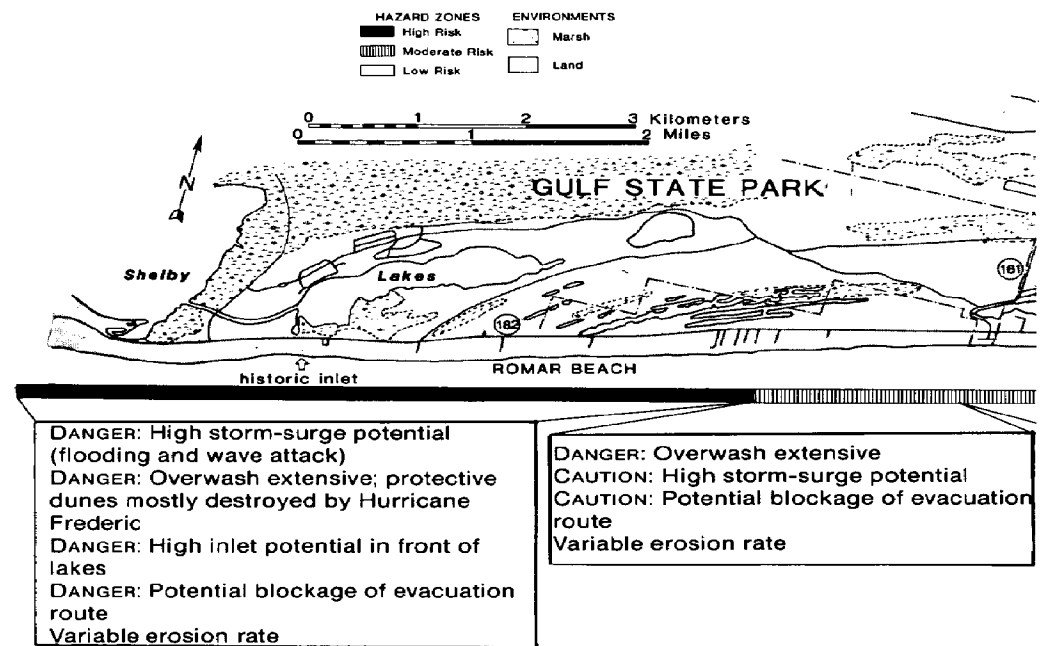 HAZARD ZONES
High Risk
Moderate Risk
Low Risk
ENVIRONMENTS
Marsh
Land
0 1 2 3 Kilometers
0 1 2 Miles
N
GULF STATE PARK
Shelby Lakes
161
182
historic inlet
ROMAR BEACH
DANGER: High storm-surge potential
(flooding and wave attack)
DANGER: Overwash extensive; protective
dunes mostly destroyed by Hurricane
Frederic
DANGER: High inlet potential in front of
lakes
DANGER: Potential blockage of evacuation
route
Variable erosion rate
DANGER: Overwash extensive
CAUTION: High storm-surge potential
CAUTION: Potential blockage of evacuation
route
Variable erosion rate